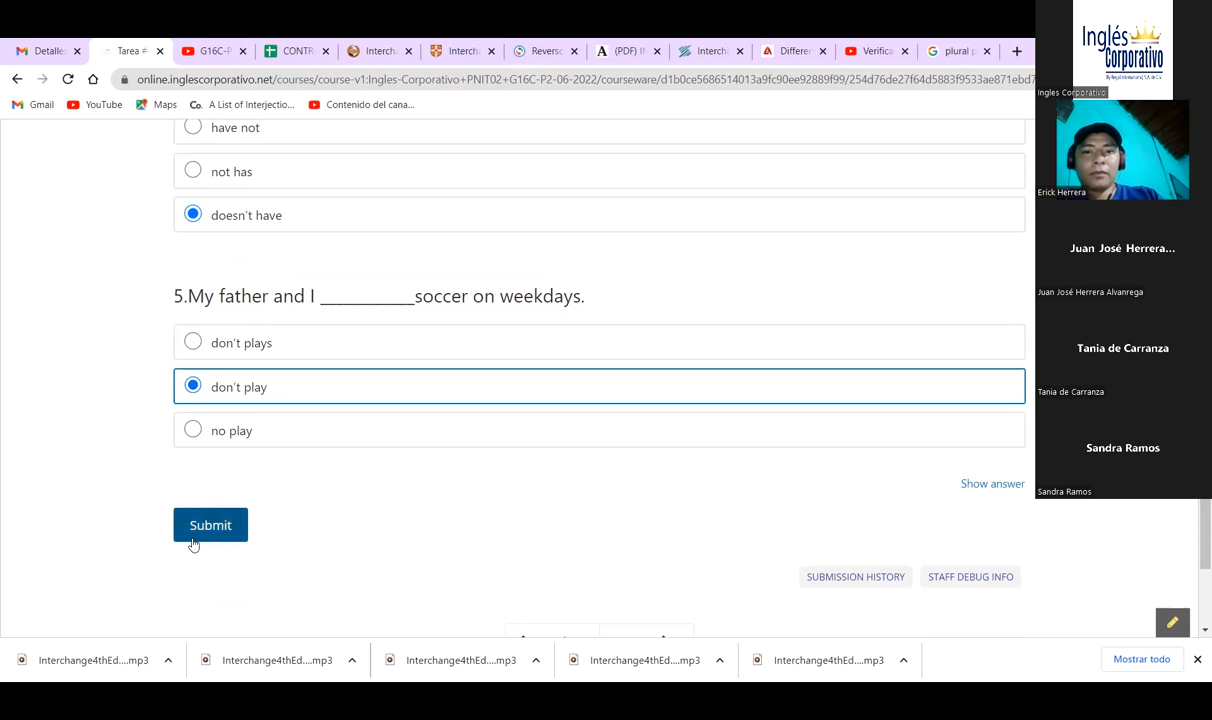 Detalles
Tarea #
G16C-P
CONTR
Interch
Interch
Reverso
(PDF) IN
Intercha
Differen
Verifica
plural p
online.inglescorporativo.net/courses/course-v1:Ingles-Corporativo+PNIT02+G16C-P2-06-2022/courseware/d1b0ce5686514013a9fc90ee92889f99/254d76de27f64d5883f9533ae871ebd7
Gmail
YouTube
Maps
Co. A List of Interjectio...
Contenido del cana...
have not
not has
doesn't have
5.My father and I ____________soccer on weekdays.
don't plays
don't play
no play
Show answer
Submit
SUBMISSION HISTORY
STAFF DEBUG INFO
Interchange4thEd....mp3
Interchange4thEd....mp3
Interchange4thEd....mp3
Interchange4thEd....mp3
Interchange4thEd....mp3
Mostrar todo
Inglés
Corporativo
Ingles Corporativo
Erick Herrera
Juan José Herrera...
Juan José Herrera Alvanrega
Tania de Carranza
Tania de Carranza
Sandra Ramos
Sandra Ramos